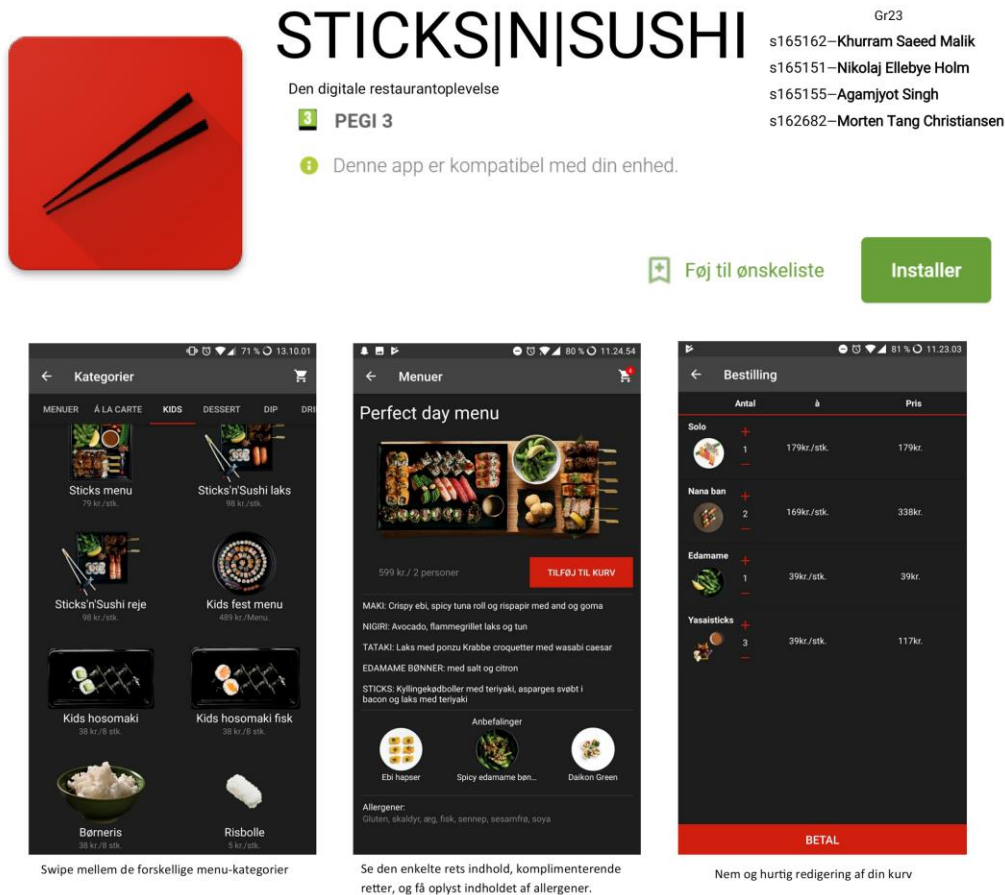 STICKS|N|SUSHI
Den digitale restaurantoplevelse
3 PEGI 3
Denne app er kompatibel med din enhed.
Gr23
s165162–Khurram Saeed Malik
s165151–Nikolaj Ellebye Holm
s165155–Agamjyot Singh
s162682–Morten Tang Christiansen
Føj til ønskeliste
Installer
71 % 13.10.01
Kategorier
MENUER Á LA CARTE KIDS DESSERT DIP DRI
Sticks menu
79 kr./stk.
Sticks'n'Sushi laks
98 kr./stk.
Sticks'n'Sushi reje
98 kr./stk.
Kids fest menu
489 kr./Menu.
Kids hosomaki
38 kr./8 stk.
Kids hosomaki fisk
38 kr./8 stk.
Børneris
38 kr./8 stk.
Risbolle
5 kr./stk.
Swipe mellem de forskellige menu-kategorier
80 % 11.24.54
Menuer
4
Perfect day menu
599 kr./ 2 personer
TILFØJ TIL KURV
MAKI: Crispy ebi, spicy tuna roll og rispapir med and og goma
NIGIRI: Avocado, flammegrillet laks og tun
TATAKI: Laks med ponzu Krabbe croquetter med wasabi caesar
EDAMAME BØNNER: med salt og citron
STICKS: Kyllingekødboller med teriyaki, asparges svøbt i
bacon og laks med teriyaki
Anbefalinger
Ebi hapser
Spicy edamame bøn...
Daikon Green
Allergener:
Gluten, skaldyr, æg, fisk, sennep, sesamfrø, soya
Se den enkelte rets indhold, komplimenterende
retter, og få oplyst indholdet af allergener.
81 % 11.23.03
Bestilling
Antal à Pris
Solo
+
1 179kr./stk. 179kr.
–
Nana ban
+
2 169kr./stk. 338kr.
–
Edamame
+
1 39kr./stk. 39kr.
–
Yasaisticks
+
3 39kr./stk. 117kr.
–
BETAL
Nem og hurtig redigering af din kurv